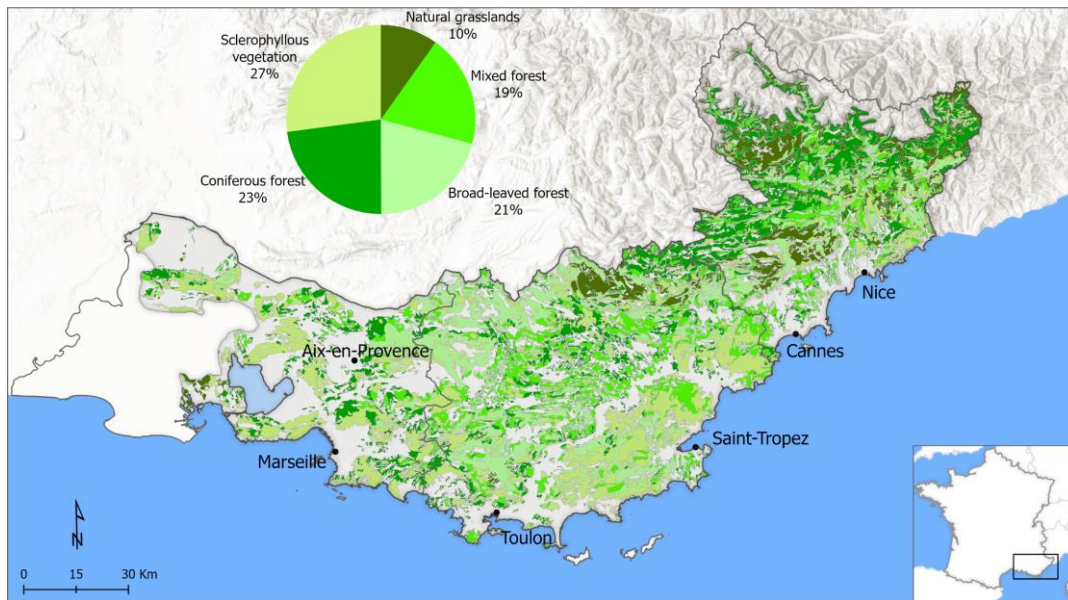 Natural grasslands
10%
Sclerophyllous
vegetation
27%
Mixed forest
19%
Coniferous forest
23%
Broad-leaved forest
21%
Nice
Cannes
Aix-en-Provence
Saint-Tropez
Marseille
Toulon
N
0 15 30 Km